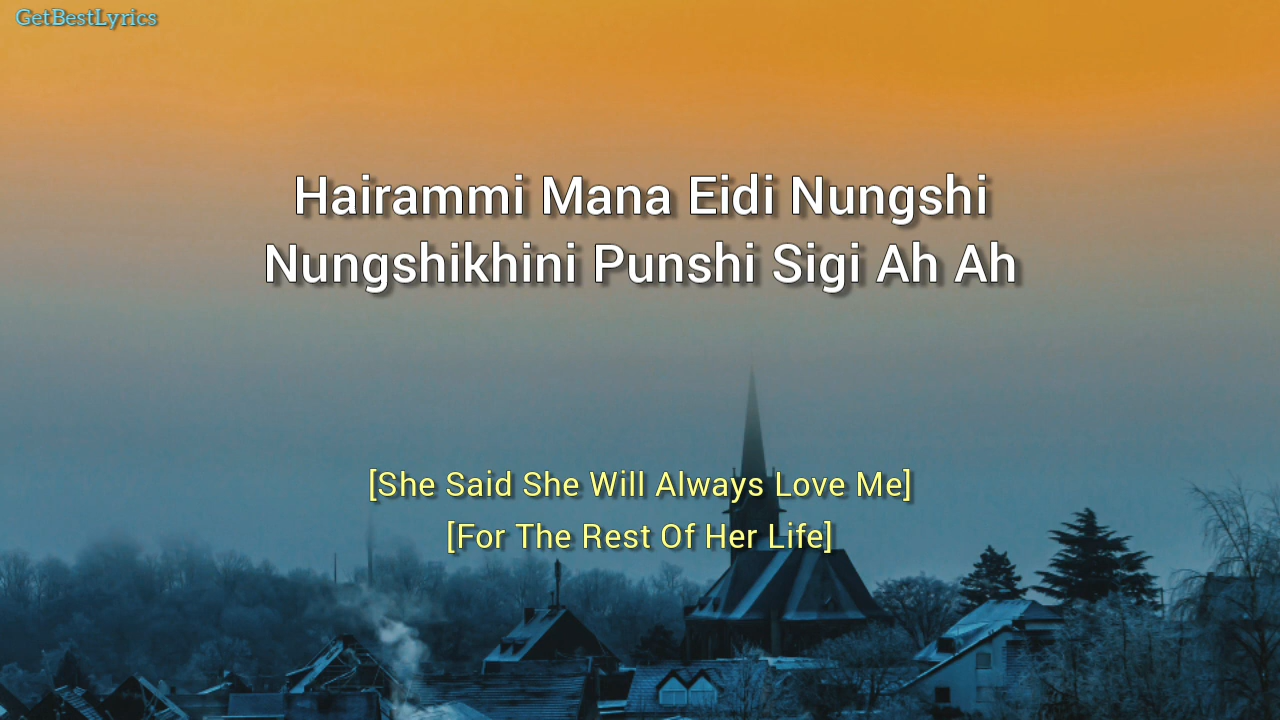 GetBestLyrics
Hairammi Mana Eidi Nungshi
Nungshikhini Punshi Sigi Ah Ah
[She Said She Will Always Love Me]
[For The Rest Of Her Life]